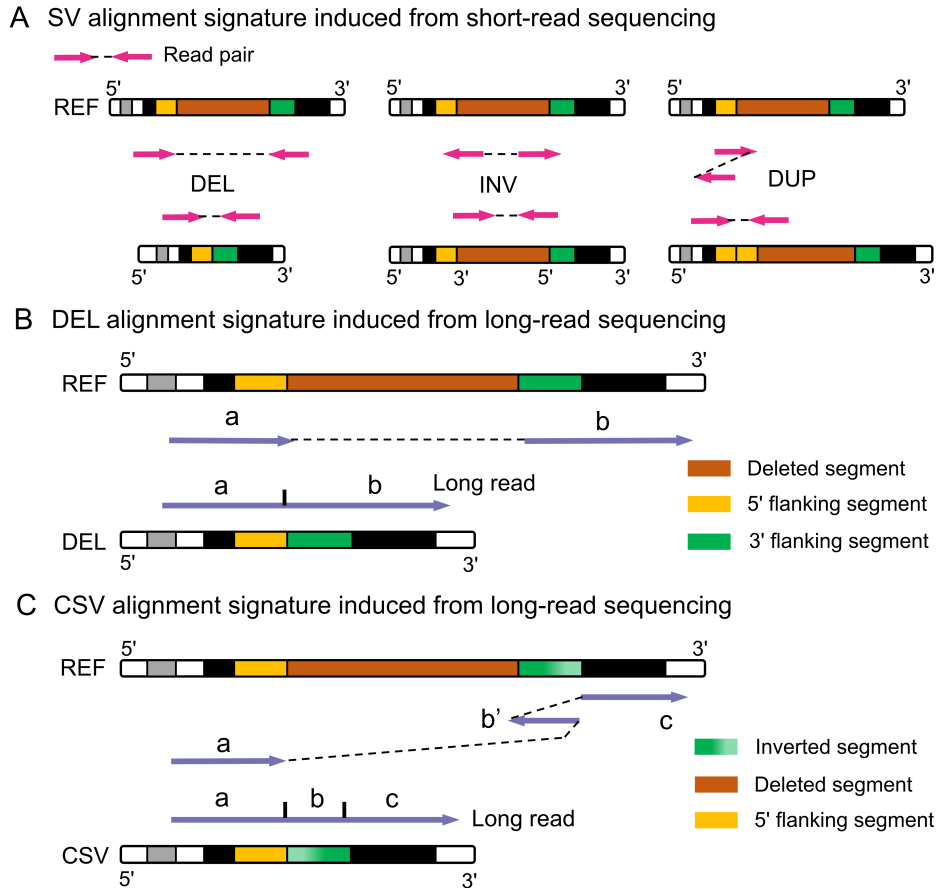 A SV alignment signature induced from short-read sequencing
Read pair
5' 3' 5' 3' 5' 3'
REF
DEL INV DUP
5' 3' 3' 5' 5' 3'
B DEL alignment signature induced from long-read sequencing
5' 3'
REF
a b
Deleted segment
a b Long read
5' flanking segment
DEL
3' flanking segment
5' 3'
C CSV alignment signature induced from long-read sequencing
5' 3'
REF
b’ c
a
Inverted segment
Deleted segment
a b c
Long read
5' flanking segment
CSV
5' 3'